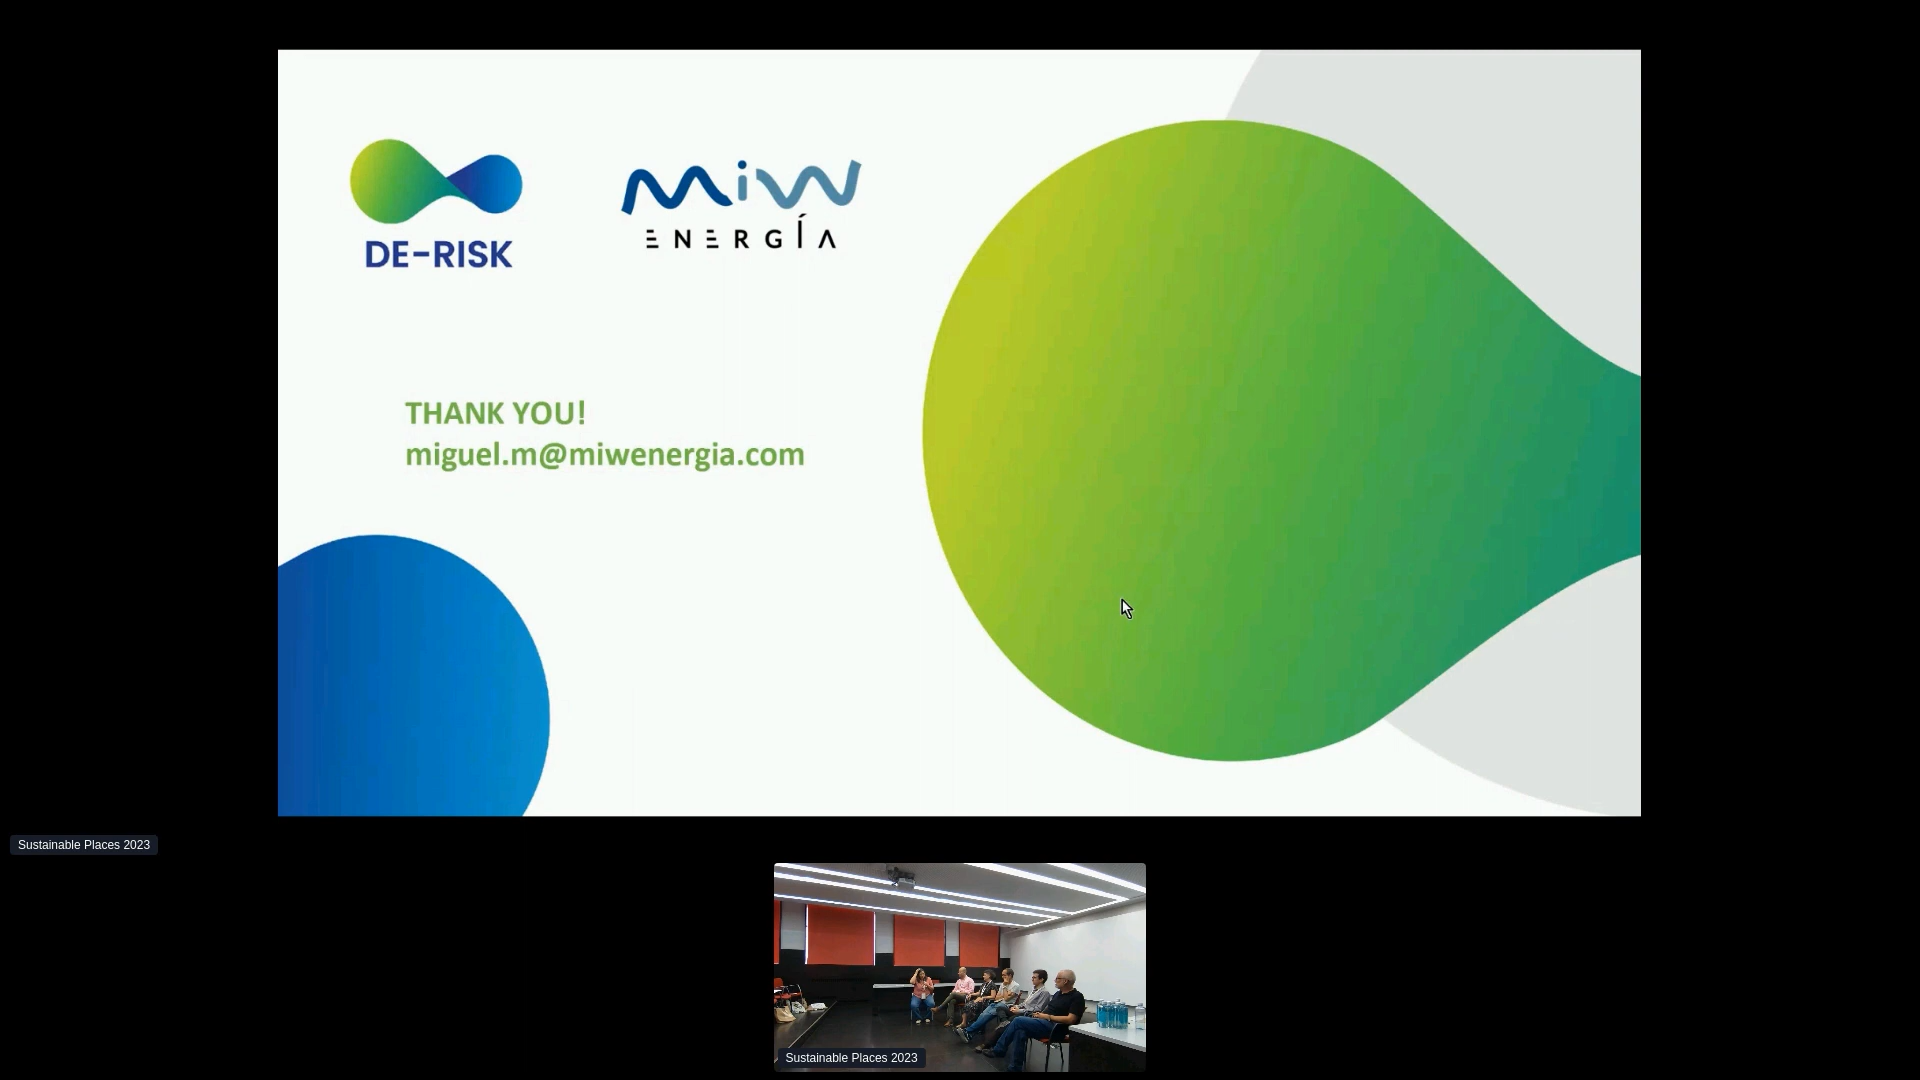 DE-RISK
MiW
ENERGÍA
THANK YOU!
miguel.m@miwenergia.com
Sustainable Places 2023
Sustainable Places 2023